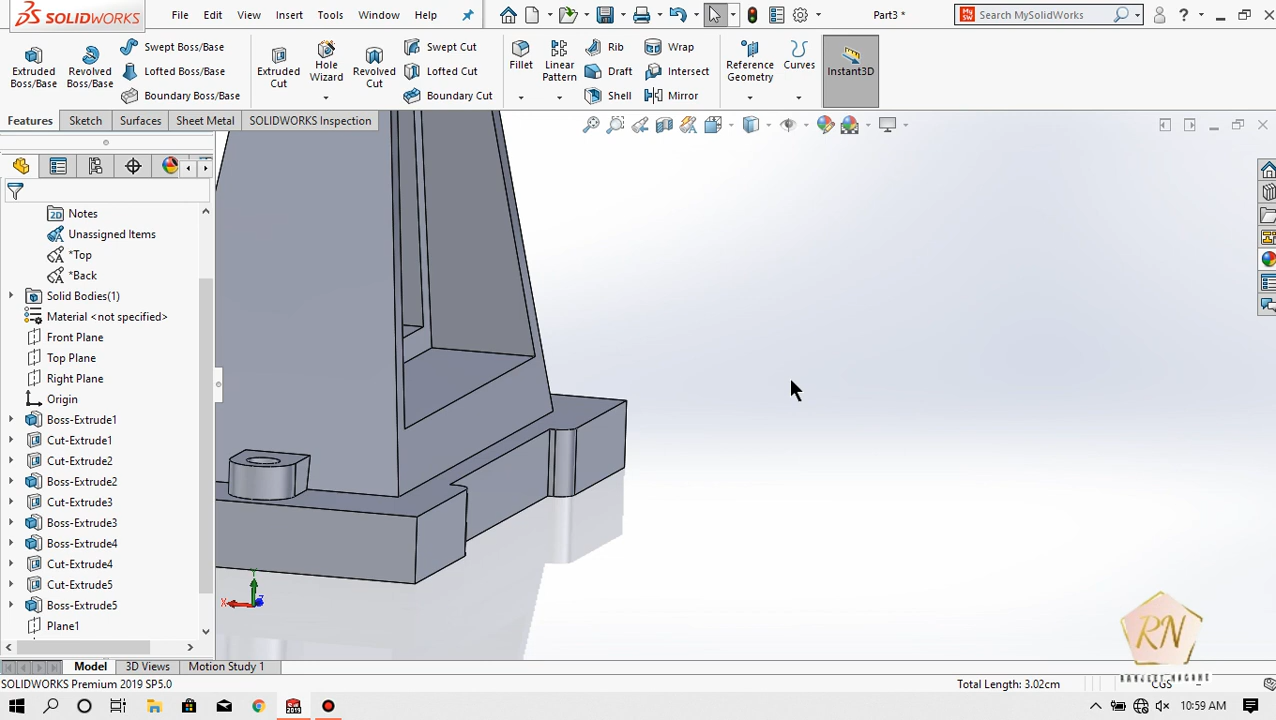 SOLIDWORKS
File Edit View Insert Tools Window Help
Part3 *
Search MySolidWorks
?
Extruded Boss/Base
Revolved Boss/Base
Swept Boss/Base
Lofted Boss/Base
Boundary Boss/Base
Extruded Cut
Hole Wizard
Revolved Cut
Swept Cut
Lofted Cut
Boundary Cut
Fillet
Linear Pattern
Rib
Draft
Shell
Wrap
Intersect
Mirror
Reference Geometry
Curves
Instant3D
Features Sketch Surfaces Sheet Metal SOLIDWORKS Inspection
Notes
Unassigned Items
*Top
*Back
Solid Bodies(1)
Material <not specified>
Front Plane
Top Plane
Right Plane
Origin
Boss-Extrude1
Cut-Extrude1
Cut-Extrude2
Boss-Extrude2
Cut-Extrude3
Boss-Extrude3
Boss-Extrude4
Cut-Extrude4
Cut-Extrude5
Boss-Extrude5
Plane1
Y
X
Z
RN
Model 3D Views Motion Study 1
SOLIDWORKS Premium 2019 SP5.0
Total Length: 3.02cm
CGS
10:59 AM